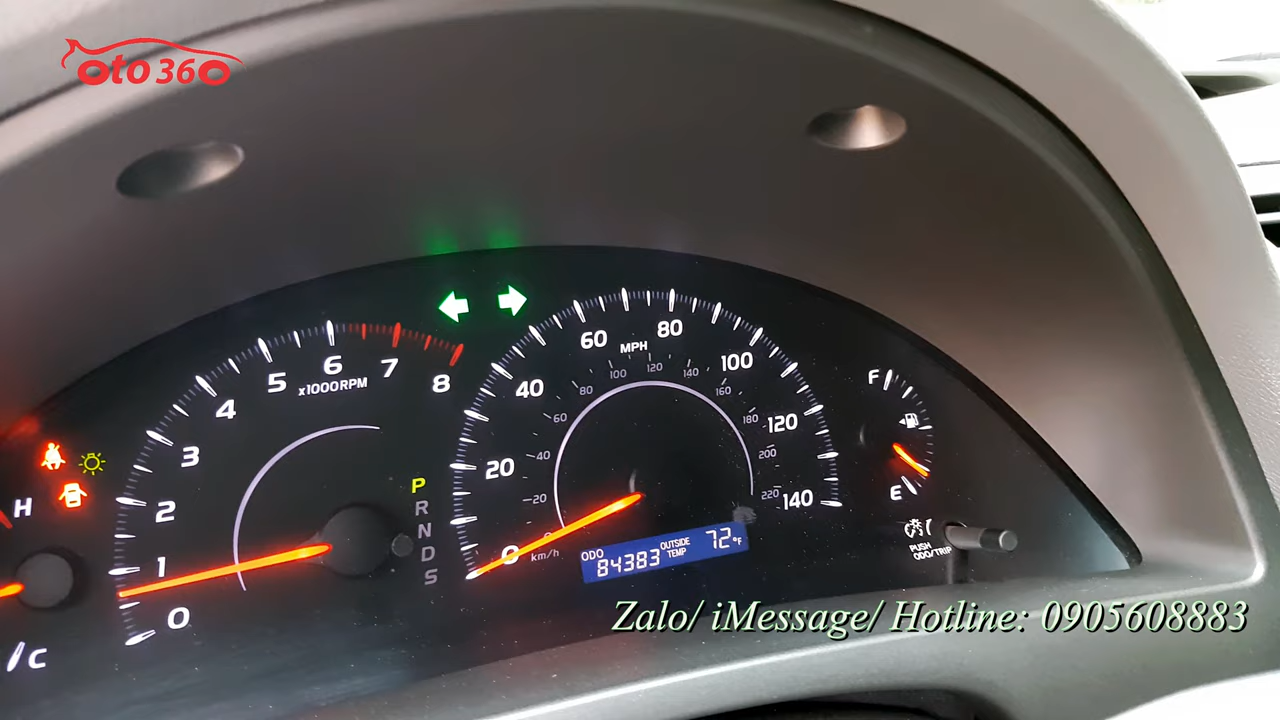 oto 360
5
6
7
8
x1000RPM
4
3
2
1
0
H
C
P
R
N
D
S
0
20
40
60
MPH
80
100
120
140
20
40
60
80
100
120
140
160
180
200
220
km/h
ODO
84383
OUTSIDE
TEMP
72°F
F
E
PUSH
ODO/TRIP
Zalo/ iMessage/ Hotline: 0905608883